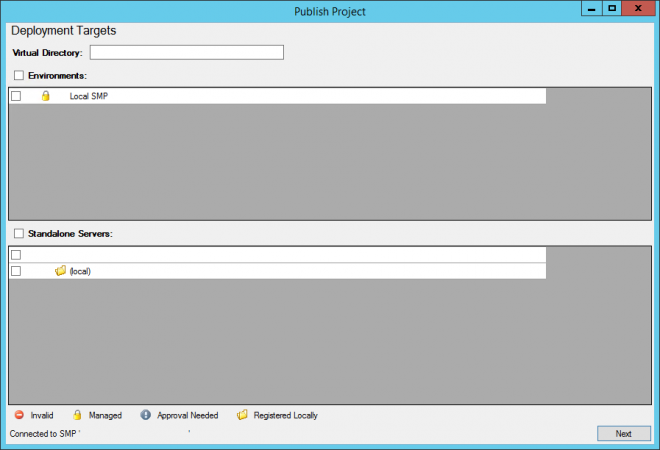 Publish Project
Deployment Targets
Virtual Directory:
Environments:
Local SMP
Standalone Servers:
(local)
Invalid Managed Approval Needed Registered Locally
Connected to SMP ' '
Next